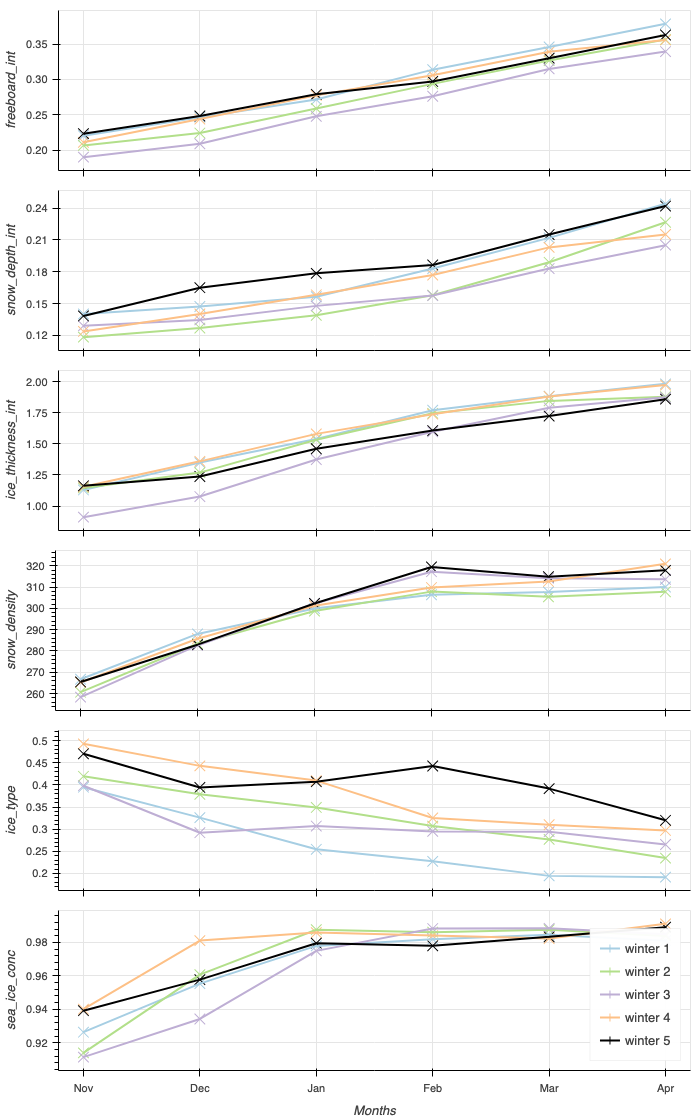 freeboard_int
0.35
0.30
0.25
0.20
snow_depth_int
0.24
0.21
0.18
0.15
0.12
ice_thickness_int
2.00
1.75
1.50
1.25
1.00
snow_density
320
310
300
290
280
270
260
ice_type
0.5
0.45
0.4
0.35
0.3
0.25
0.2
sea_ice_conc
0.98
0.96
0.94
0.92
winter 1
winter 2
winter 3
winter 4
winter 5
Nov Dec Jan Feb Mar Apr
Months